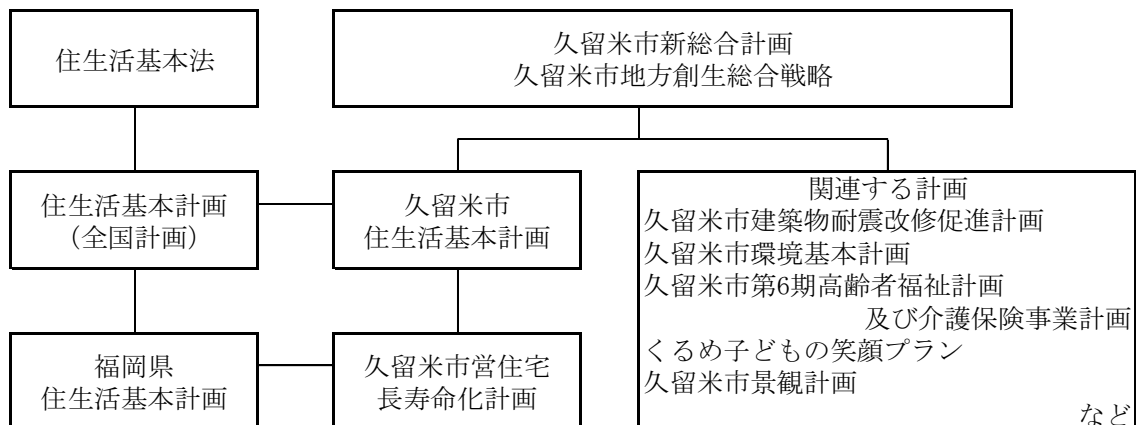 住生活基本法
久留米市新総合計画
久留米市地方創生総合戦略
住生活基本計画
（全国計画）
久留米市
住生活基本計画
関連する計画
久留米市建築物耐震改修促進計画
久留米市環境基本計画
久留米市第6期高齢者福祉計画
及び介護保険事業計画
くるめ子どもの笑顔プラン
久留米市景観計画
など
福岡県
住生活基本計画
久留米市営住宅
長寿命化計画